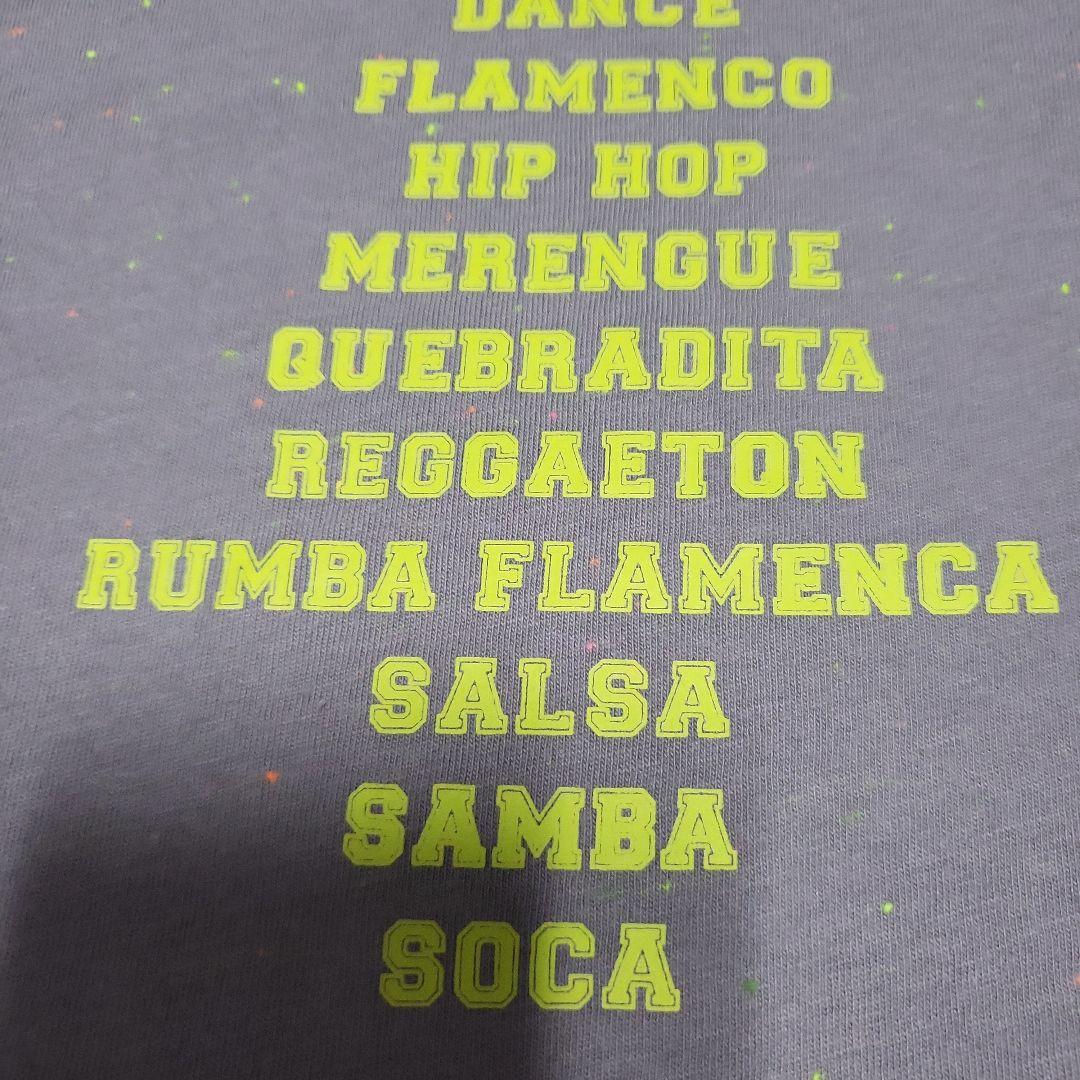 DANCE
FLAMENCO
HIP HOP
MERENGUE
QUEBRADITA
REGGAETON
RUMBA FLAMENCA
SALSA
SAMBA
SOCA